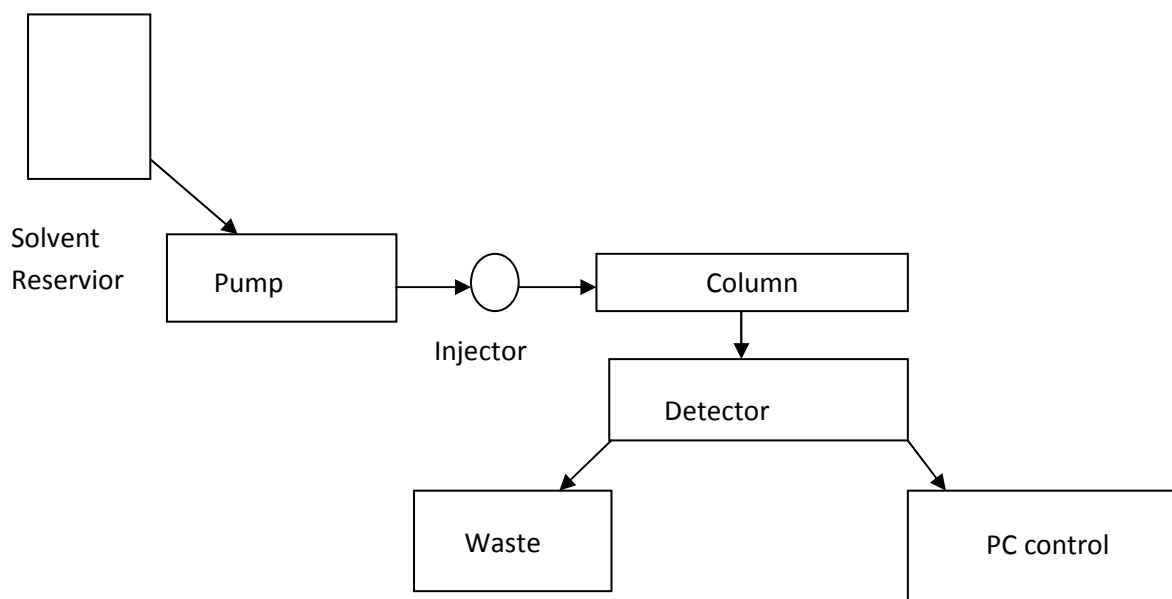 Solvent
Reservior
Pump
Column
Injector
Detector
Waste
PC control